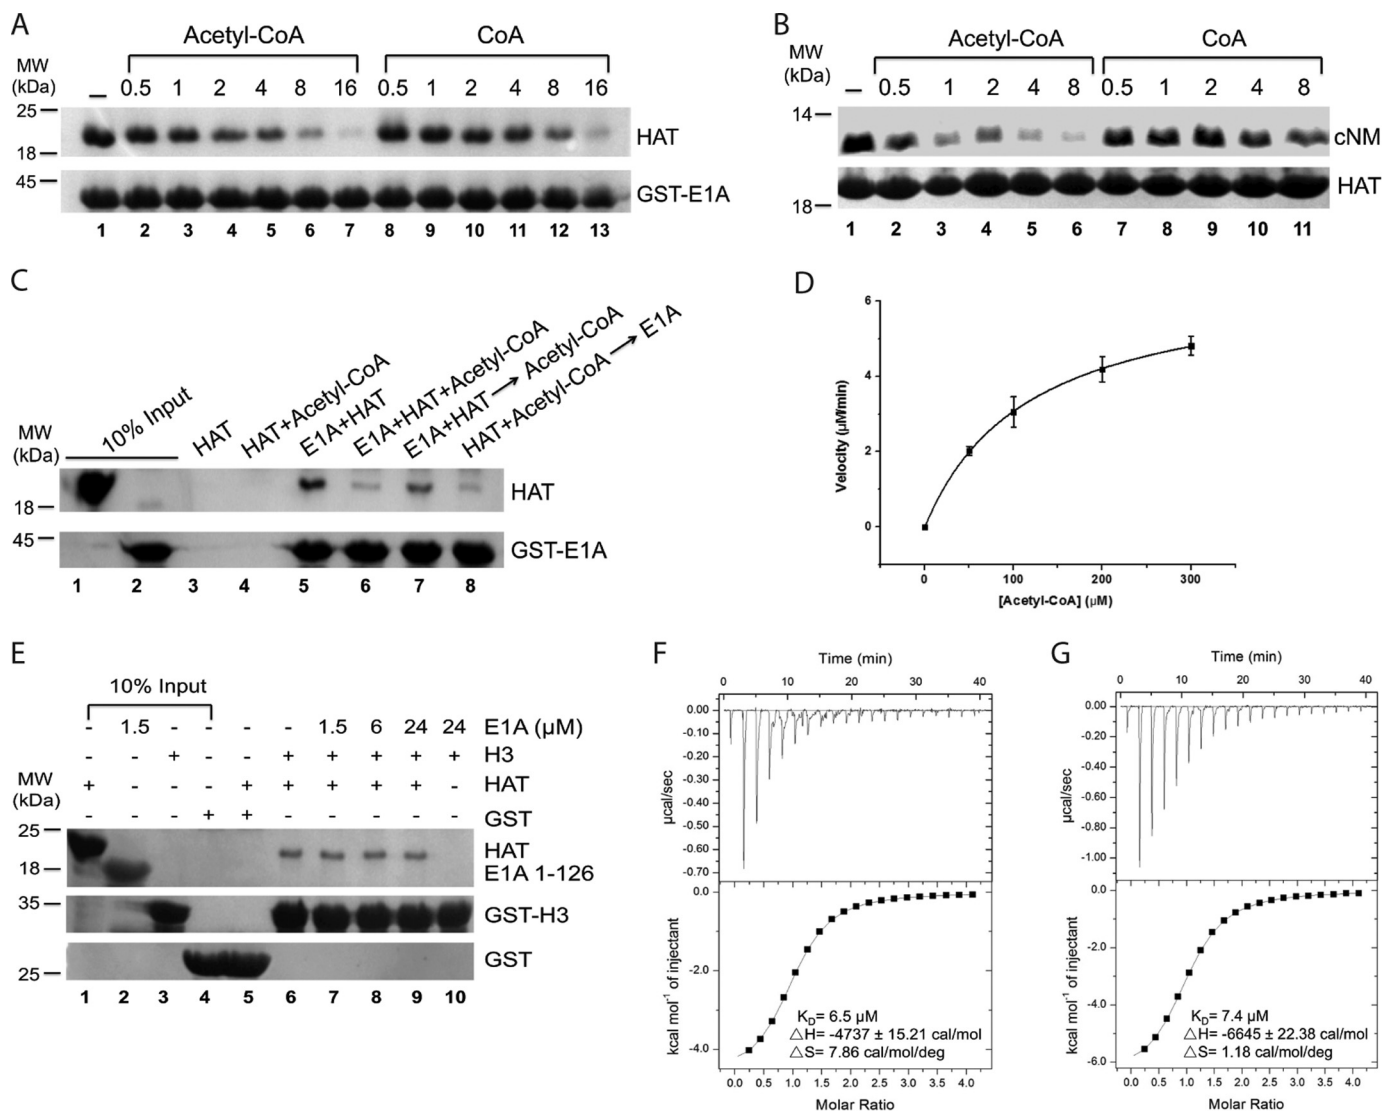 A
Acetyl-CoA CoA
MW
(kDa)
– 0.5 1 2 4 8 16 0.5 1 2 4 8 16
25
18
HAT
45
GST-E1A
1 2 3 4 5 6 7 8 9 10 11 12 13
B
Acetyl-CoA CoA
MW
(kDa)
– 0.5 1 2 4 8 0.5 1 2 4 8
14
cNM
HAT
18
1 2 3 4 5 6 7 8 9 10 11
C
MW
(kDa)
10% Input
HAT
HAT+Acetyl-CoA
E1A+HAT
E1A+HAT+Acetyl-CoA
E1A+HAT → Acetyl-CoA
HAT+Acetyl-CoA → E1A
HAT
18
45
GST-E1A
1 2 3 4 5 6 7 8
D
6
4
2
0
Velocity (µM/min)
0 100 200 300
[Acetyl-CoA] (µM)
E
10% Input
- 1.5 - - - - 1.5 6 24 24 E1A (µM)
- - + - - + + + + + H3
+ - - - + + + + + - HAT
- - - + + - - - - - GST
MW
(kDa)
25
HAT
18
E1A 1-126
35
GST-H3
GST
25
1 2 3 4 5 6 7 8 9 10
F
Time (min)
0 10 20 30 40
0.00
-0.10
-0.20
-0.30
-0.40
-0.50
-0.60
-0.70
µcal/sec
0.0
-2.0
-4.0
kcal mol⁻¹ of injectant
K_D= 6.5 µM
△H= -4737 ± 15.21 cal/mol
△S= 7.86 cal/mol/deg
0.0 0.5 1.0 1.5 2.0 2.5 3.0 3.5 4.0
Molar Ratio
G
Time (min)
0 10 20 30 40
0.00
-0.20
-0.40
-0.60
-0.80
-1.00
µcal/sec
0.0
-2.0
-4.0
-6.0
kcal mol⁻¹ of injectant
K_D= 7.4 µM
△H= -6645 ± 22.38 cal/mol
△S= 1.18 cal/mol/deg
0.0 0.5 1.0 1.5 2.0 2.5 3.0 3.5 4.0
Molar Ratio